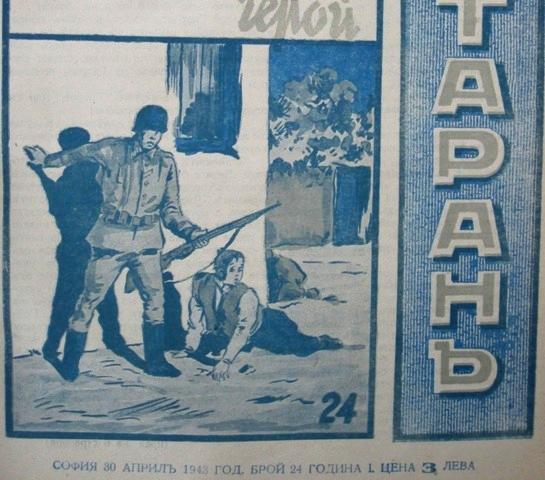 герой
ТАРАНЪ
24
СОФИЯ 30 АПРИЛЪ 1943 ГОД. БРОЙ 24 ГОДИНА I. ЦЕНА 3 ЛЕВА